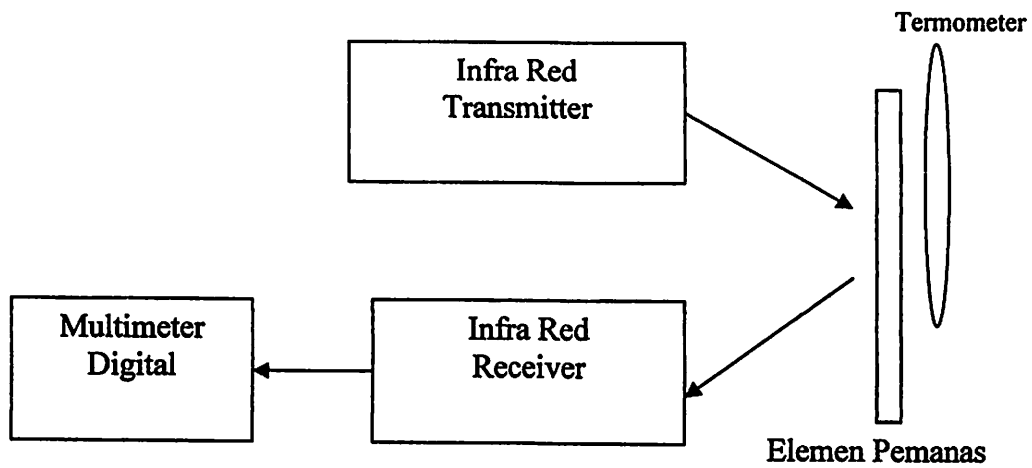 Termometer
Infra Red
Transmitter
Multimeter
Digital
Infra Red
Receiver
Elemen Pemanas